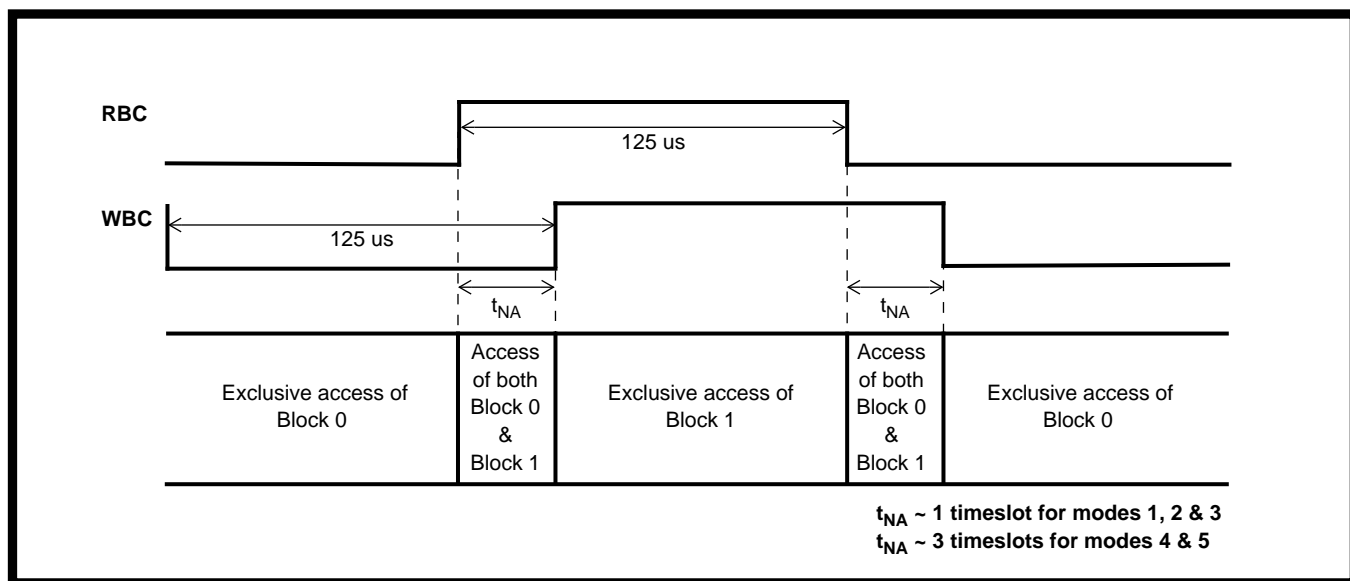 RBC
125 us
WBC
125 us
tNA
tNA
Exclusive access of
Block 0
Access
of both
Block 0
&
Block 1
Exclusive access of
Block 1
Access
of both
Block 0
&
Block 1
Exclusive access of
Block 0
tNA ~ 1 timeslot for modes 1, 2 & 3
tNA ~ 3 timeslots for modes 4 & 5